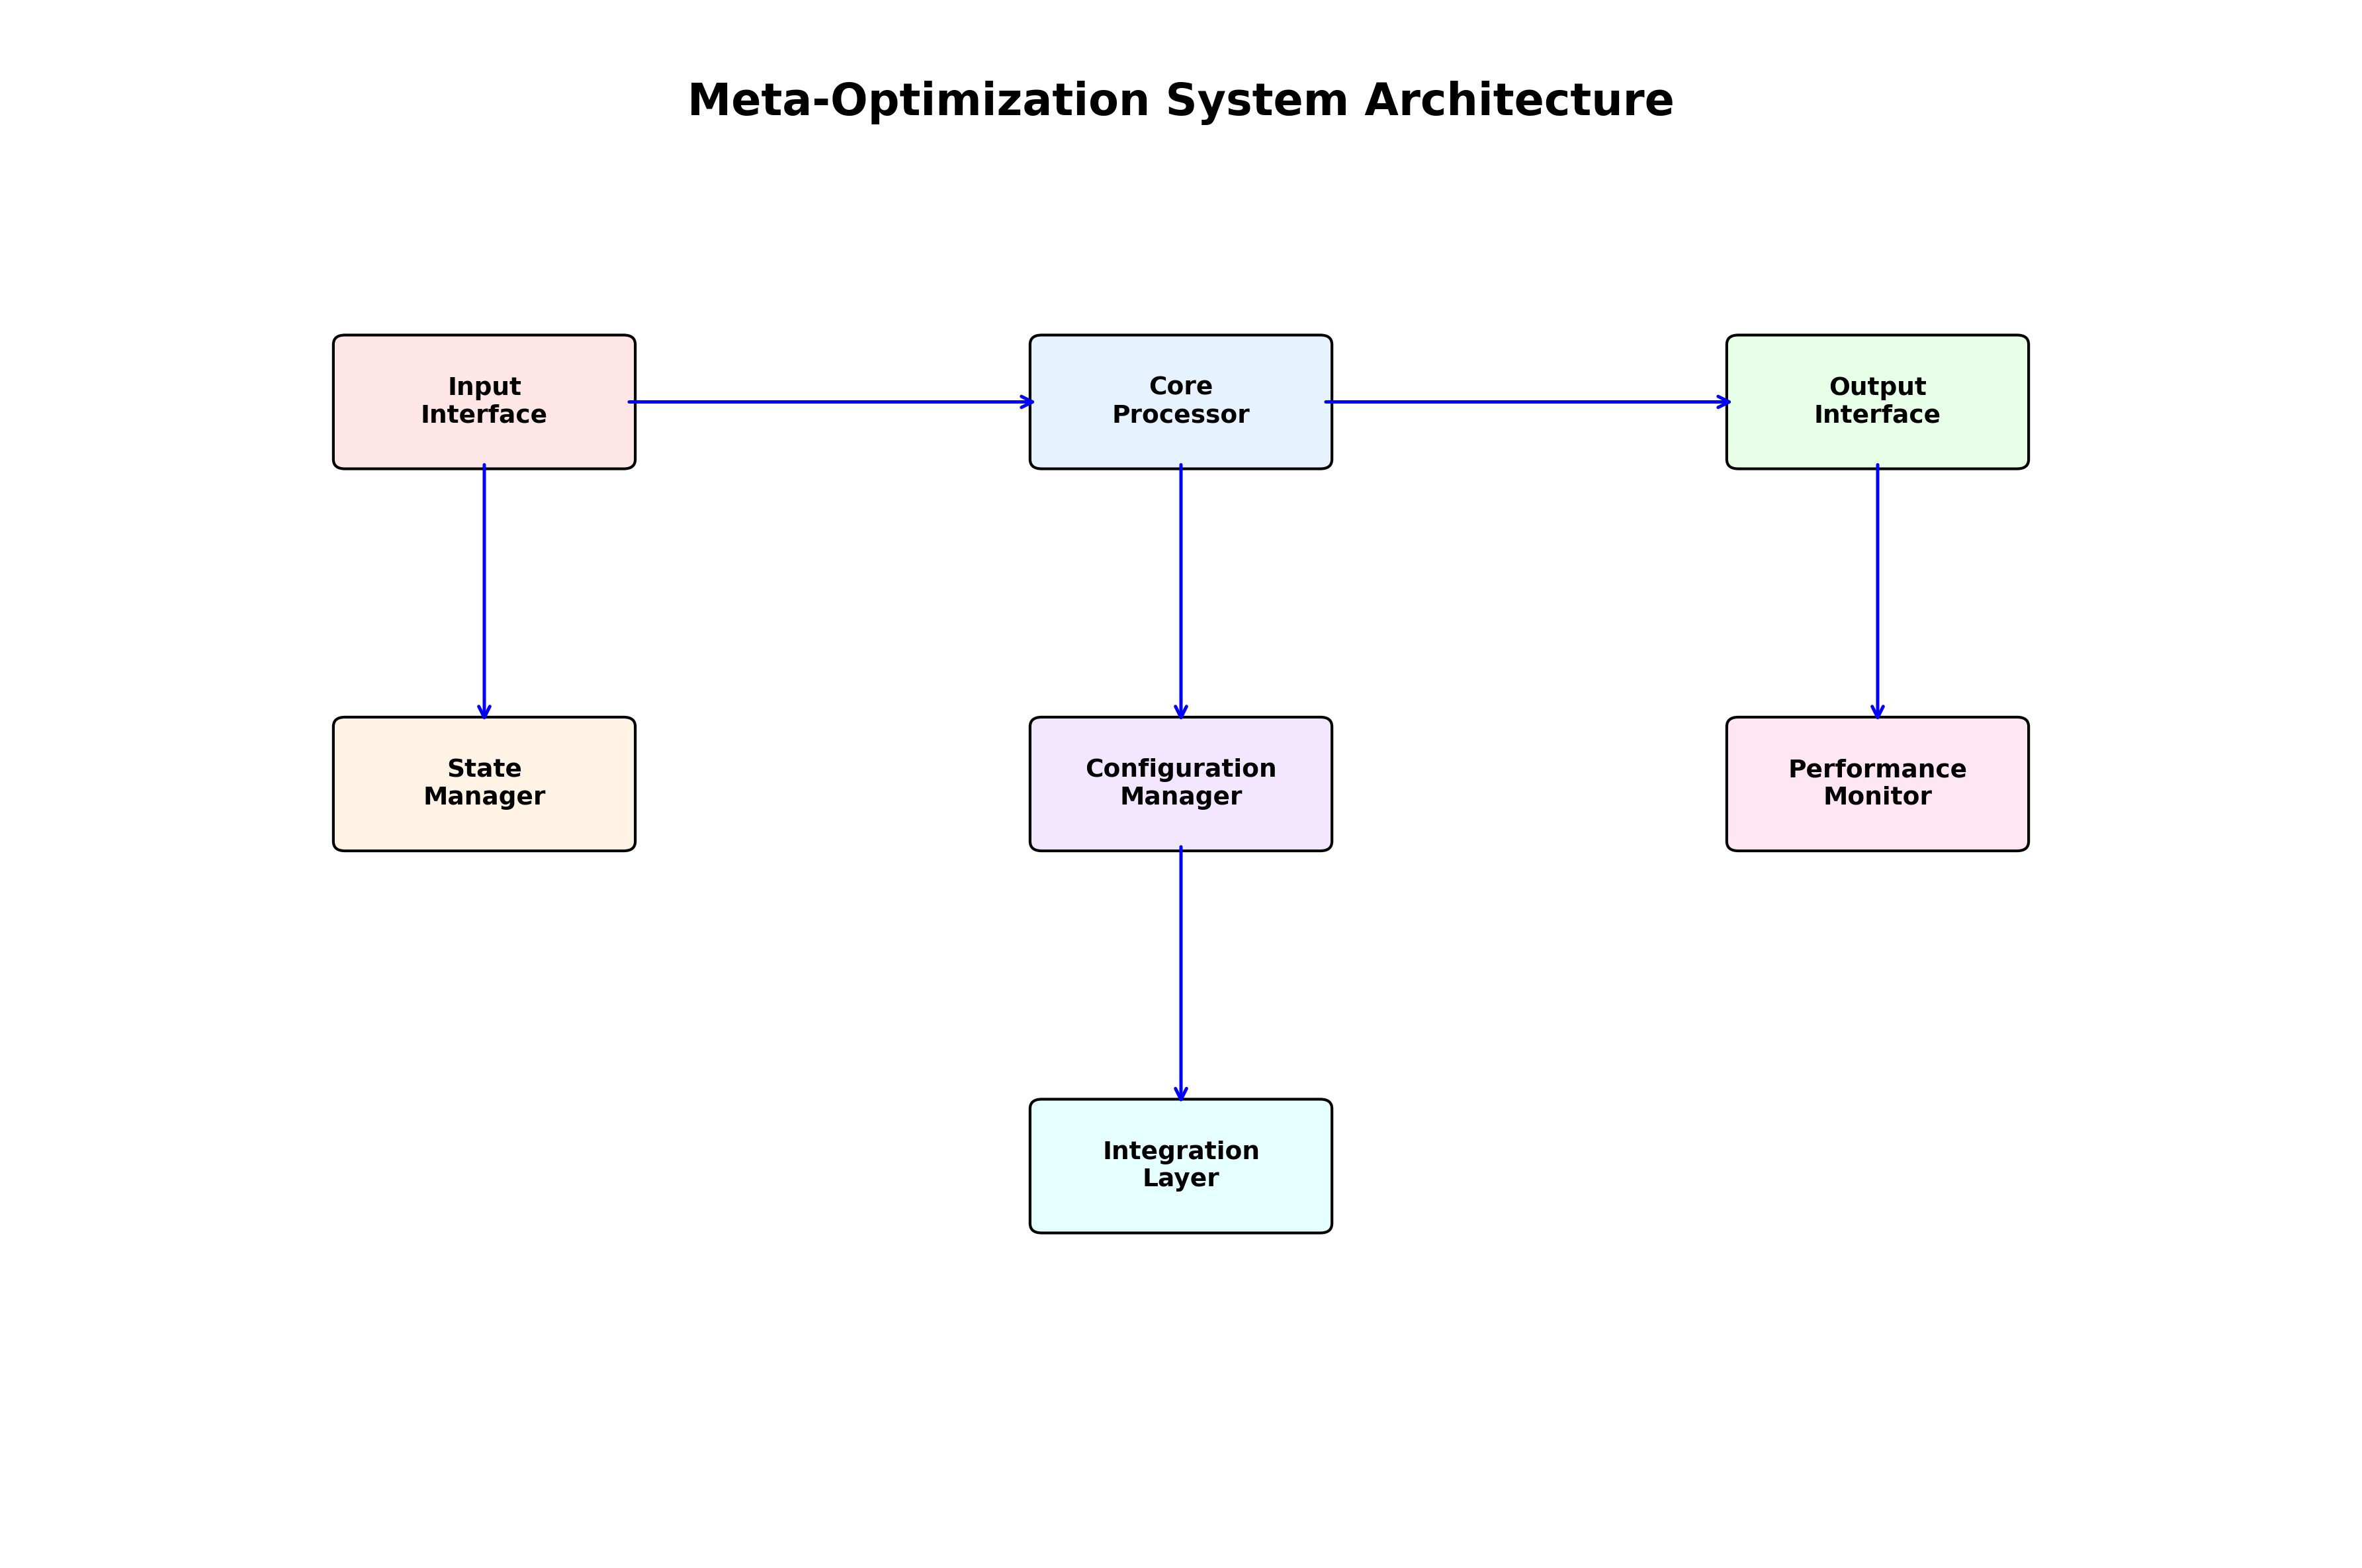 Meta-Optimization System Architecture
Input
Interface
Core
Processor
Output
Interface
State
Manager
Configuration
Manager
Performance
Monitor
Integration
Layer